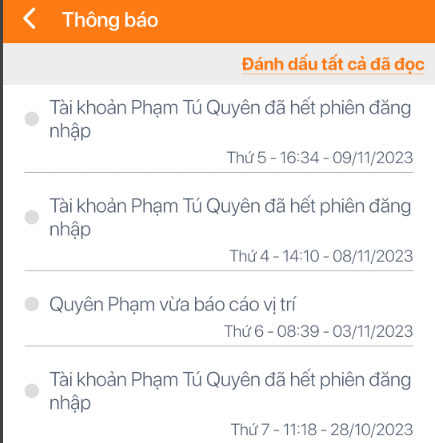 Thông báo
Đánh dấu tất cả đã đọc
Tài khoản Phạm Tú Quyên đã hết phiên đăng
nhập
Thứ 5 - 16:34 - 09/11/2023
Tài khoản Phạm Tú Quyên đã hết phiên đăng
nhập
Thứ 4 - 14:10 - 08/11/2023
Quyên Phạm vừa báo cáo vị trí
Thứ 6 - 08:39 - 03/11/2023
Tài khoản Phạm Tú Quyên đã hết phiên đăng
nhập
Thứ 7 - 11:18 - 28/10/2023